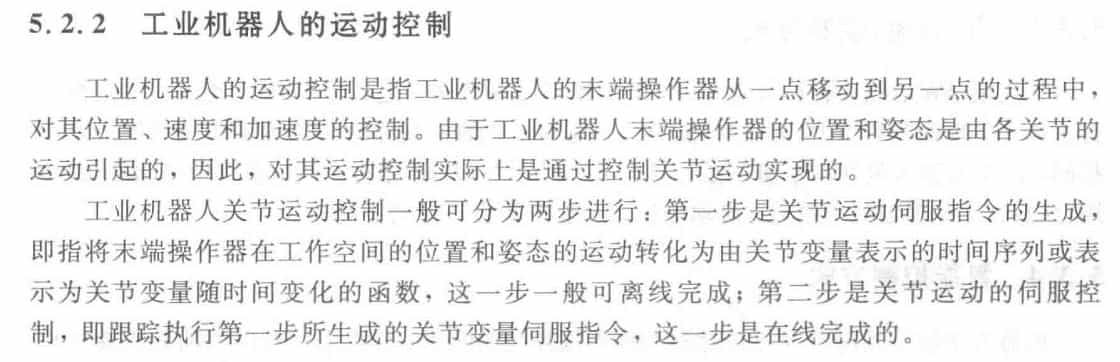 5.2.2 工业机器人的运动控制
工业机器人的运动控制是指工业机器人的末端操作器从一点移动到另一点的过程中，
对其位置、速度和加速度的控制。由于工业机器人末端操作器的位置和姿态是由各关节的
运动引起的，因此，对其运动控制实际上是通过控制关节运动实现的。
工业机器人关节运动控制一般可分为两步进行：第一步是关节运动伺服指令的生成，
即指将末端操作器在工作空间的位置和姿态的运动转化为由关节变量表示的时间序列或表
示为关节变量随时间变化的函数，这一步一般可离线完成；第二步是关节运动的伺服控
制，即跟踪执行第一步所生成的关节变量伺服指令，这一步是在线完成的。